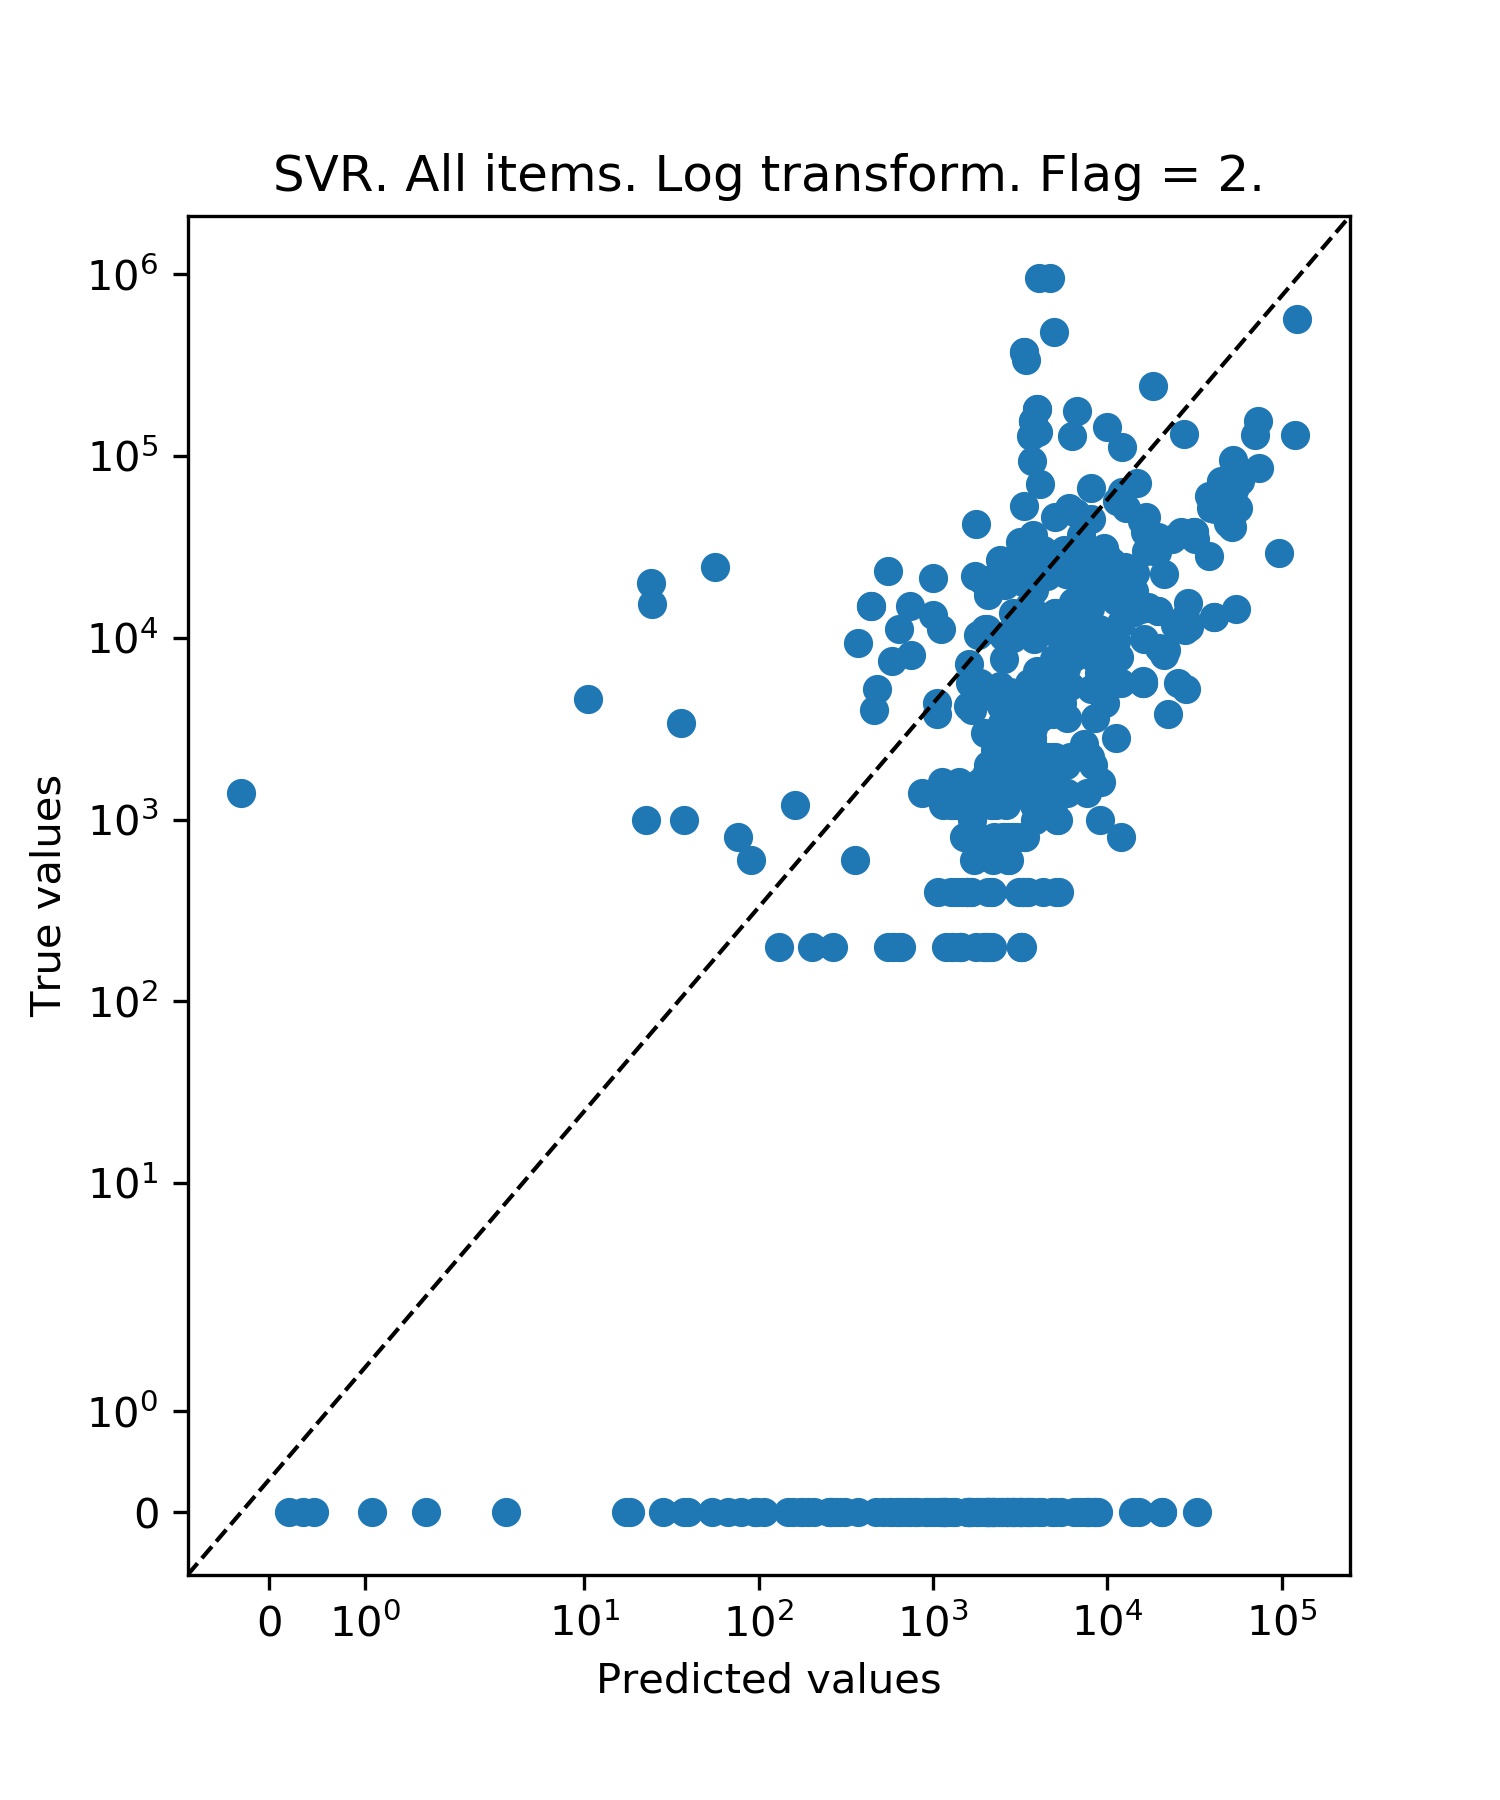 SVR. All items. Log transform. Flag = 2.
10⁶
10⁵
10⁴
10³
10²
10¹
10⁰
0
True values
0 10⁰ 10¹ 10² 10³ 10⁴ 10⁵
Predicted values